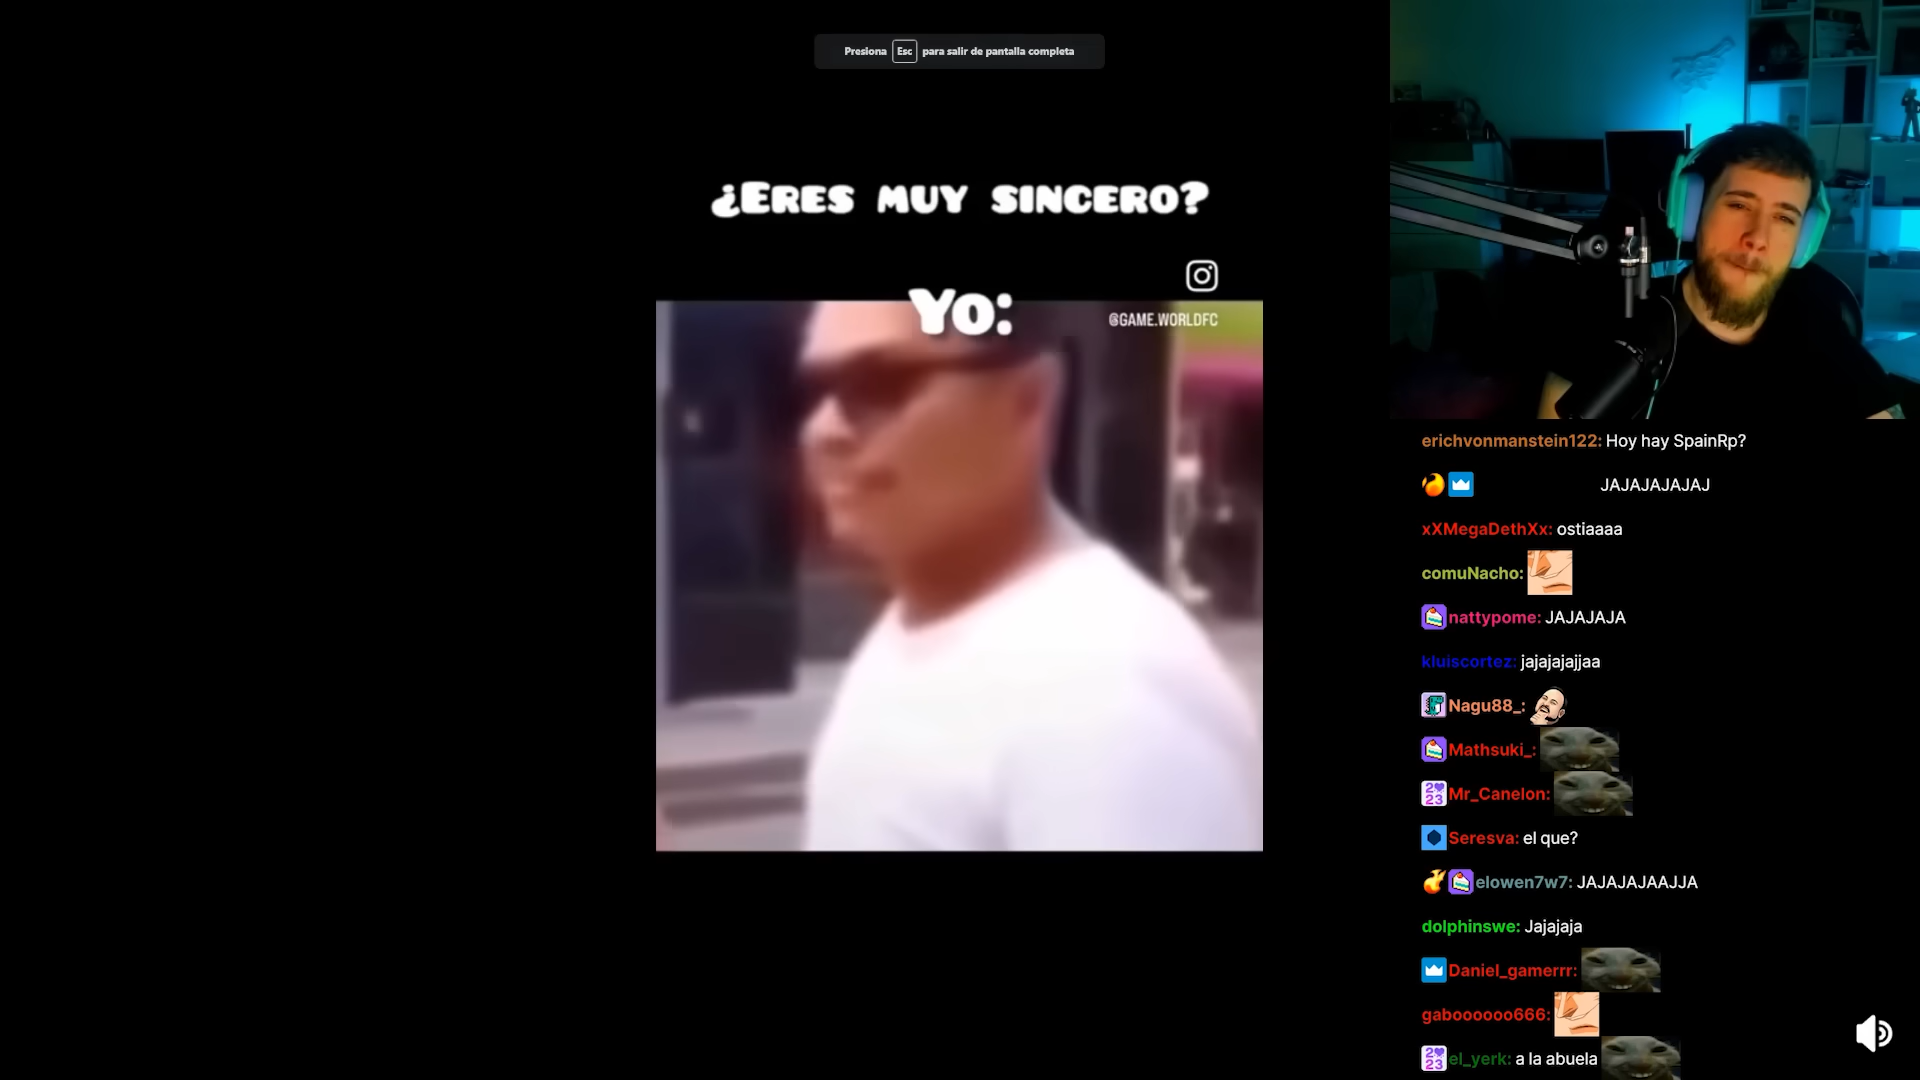 Presiona Esc para salir de pantalla completa
¿ERES MUY SINCERO?
YO:
@GAME.WORLDFC
erichvonmanstein122: Hoy hay SpainRp?
JAJAJAJAJAJ
xXMegaDethXx: ostiaaaa
comuNacho:
nattypome: JAJAJAJA
kluiscortez: jajajajajjaa
Nagu88_:
Mathsuki_:
2023 Mr_Canelon:
Seresva: el que?
elowen7w7: JAJAJAJAAJJA
dolphinswe: Jajajaja
Daniel_gamerrr:
gaboooooo666:
2023 el_yerk: a la abuela